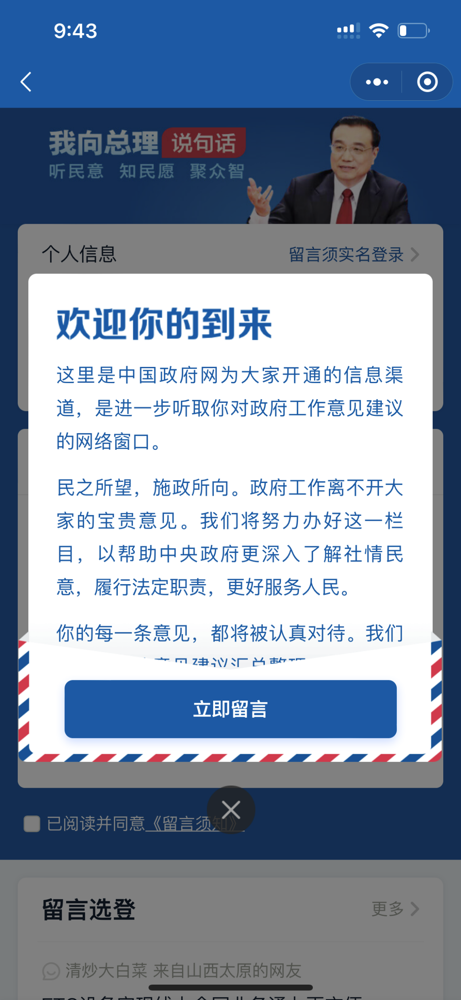 9:43
我向总理 说句话
听民意 知民愿 聚众智
个人信息
留言须实名登录
欢迎你的到来
这里是中国政府网为大家开通的信息渠
道，是进一步听取你对政府工作意见建议
的网络窗口。
民之所望，施政所向。政府工作离不开大
家的宝贵意见。我们将努力办好这一栏
目，以帮助中央政府更深入了解社情民
意，履行法定职责，更好服务人民。
你的每一条意见，都将被认真对待。我们
意见建议汇总整理
立即留言
已阅读并同意《留言须知》
留言选登
更多
清炒大白菜 来自山西太原的网友